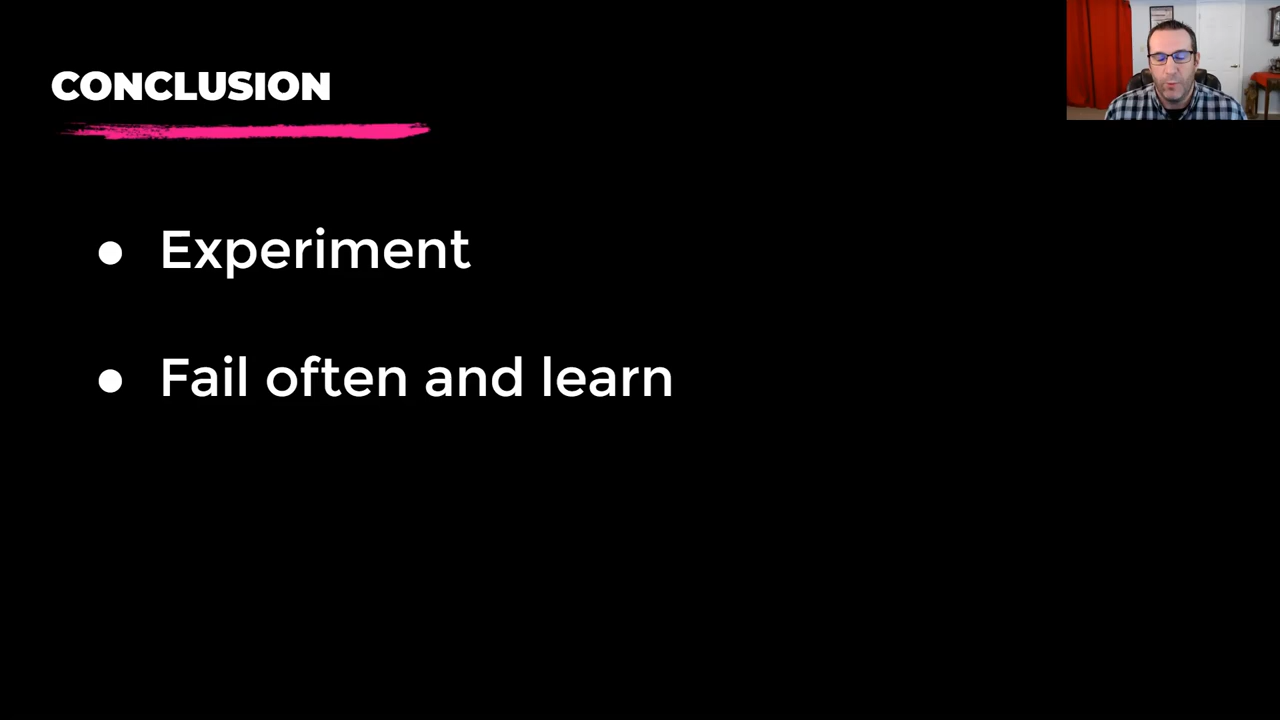 CONCLUSION
● Experiment
● Fail often and learn